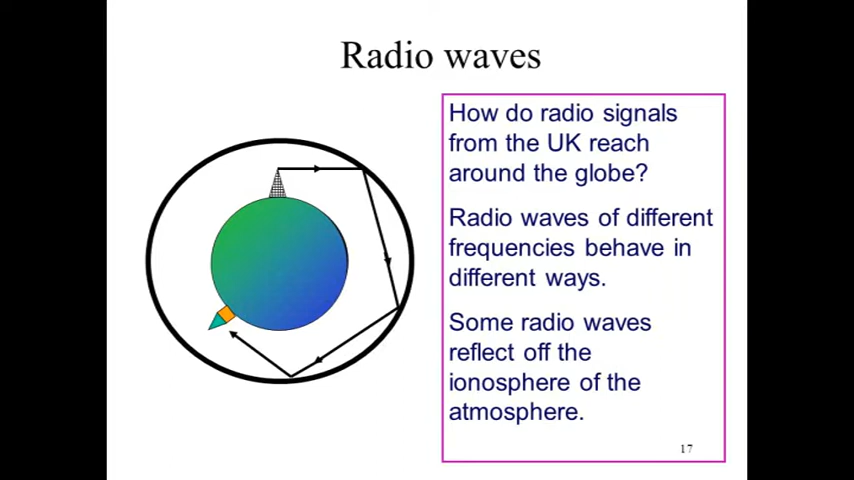 Radio waves
How do radio signals
from the UK reach
around the globe?
Radio waves of different
frequencies behave in
different ways.
Some radio waves
reflect off the
ionosphere of the
atmosphere.
17